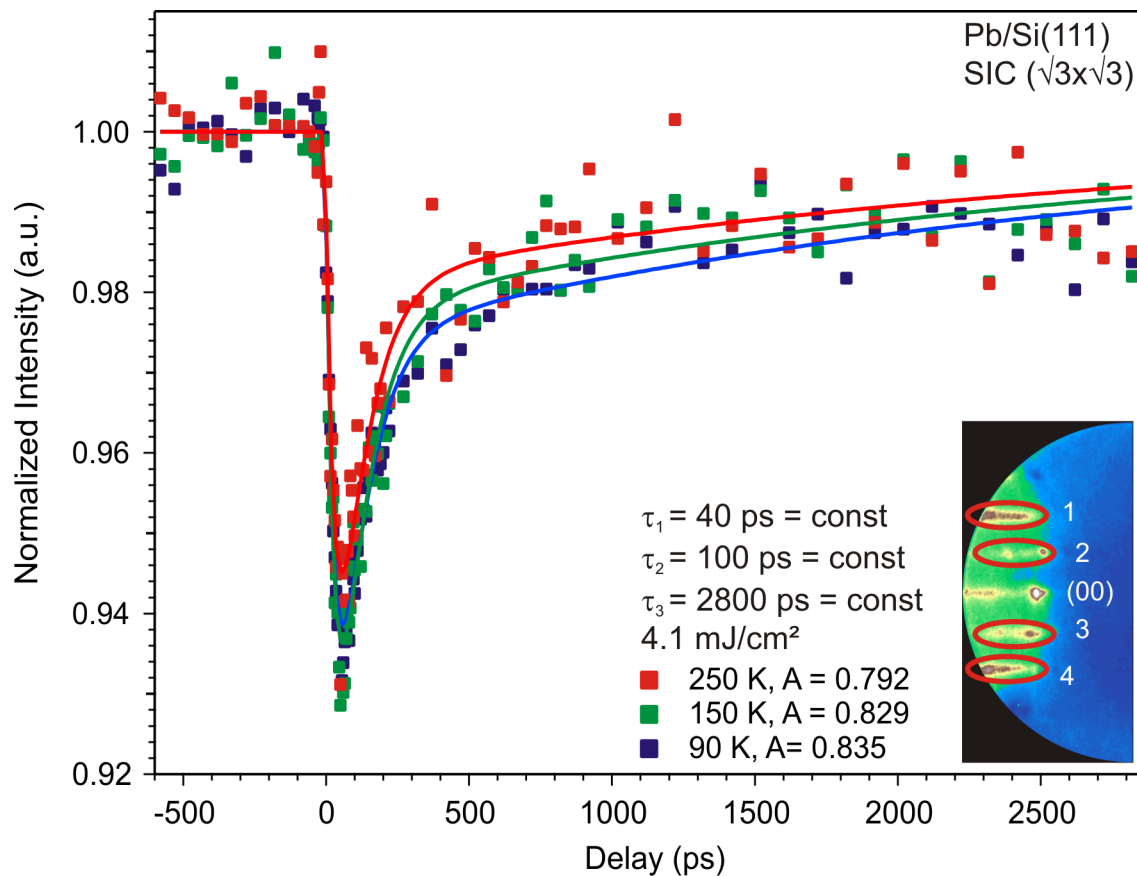 Pb/Si(111)
SIC (√3x√3)
Normalized Intensity (a.u.)
1.00
0.98
0.96
0.94
0.92
τ₁ = 40 ps = const
τ₂ = 100 ps = const
τ₃ = 2800 ps = const
4.1 mJ/cm²
250 K, A = 0.792
150 K, A = 0.829
90 K, A= 0.835
1
2
(00)
3
4
-500
0
500
1000
1500
2000
2500
Delay (ps)